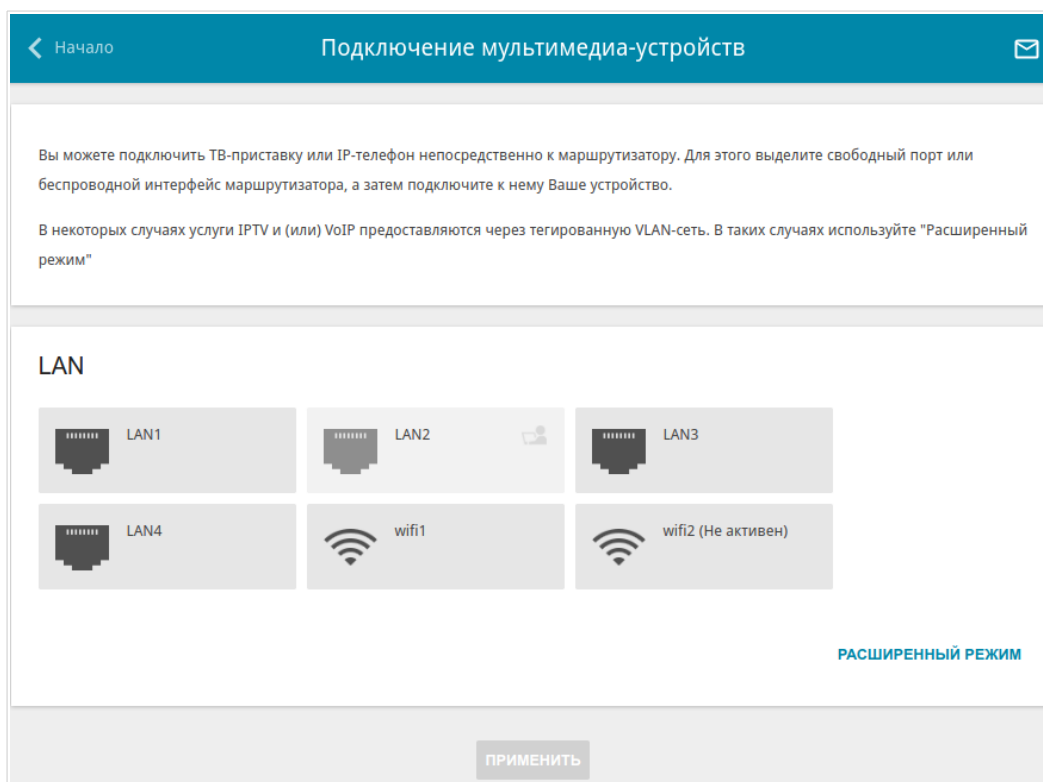 Начало
Подключение мультимедиа-устройств
Вы можете подключить ТВ-приставку или IP-телефон непосредственно к маршрутизатору. Для этого выделите свободный порт или
беспроводной интерфейс маршрутизатора, а затем подключите к нему Ваше устройство.
В некоторых случаях услуги IPTV и (или) VoIP предоставляются через тегированную VLAN-сеть. В таких случаях используйте "Расширенный
режим"
LAN
LAN1
LAN2
LAN3
LAN4
wifi1
wifi2 (Не активен)
РАСШИРЕННЫЙ РЕЖИМ
ПРИМЕНИТЬ